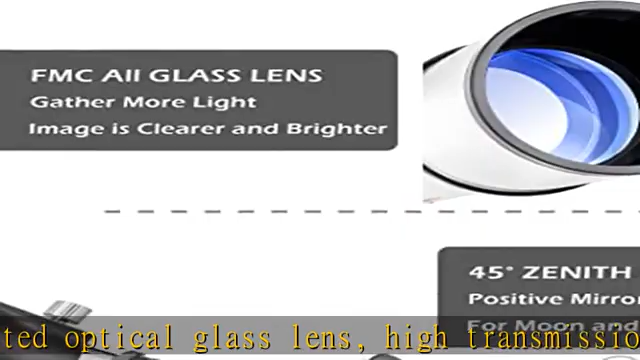 FMC All GLASS LENS
Gather More Light
Image is Clearer and Brighter
45° ZENITH
Positive Mirror
For Moon and
ted optical glass lens, high transmissio